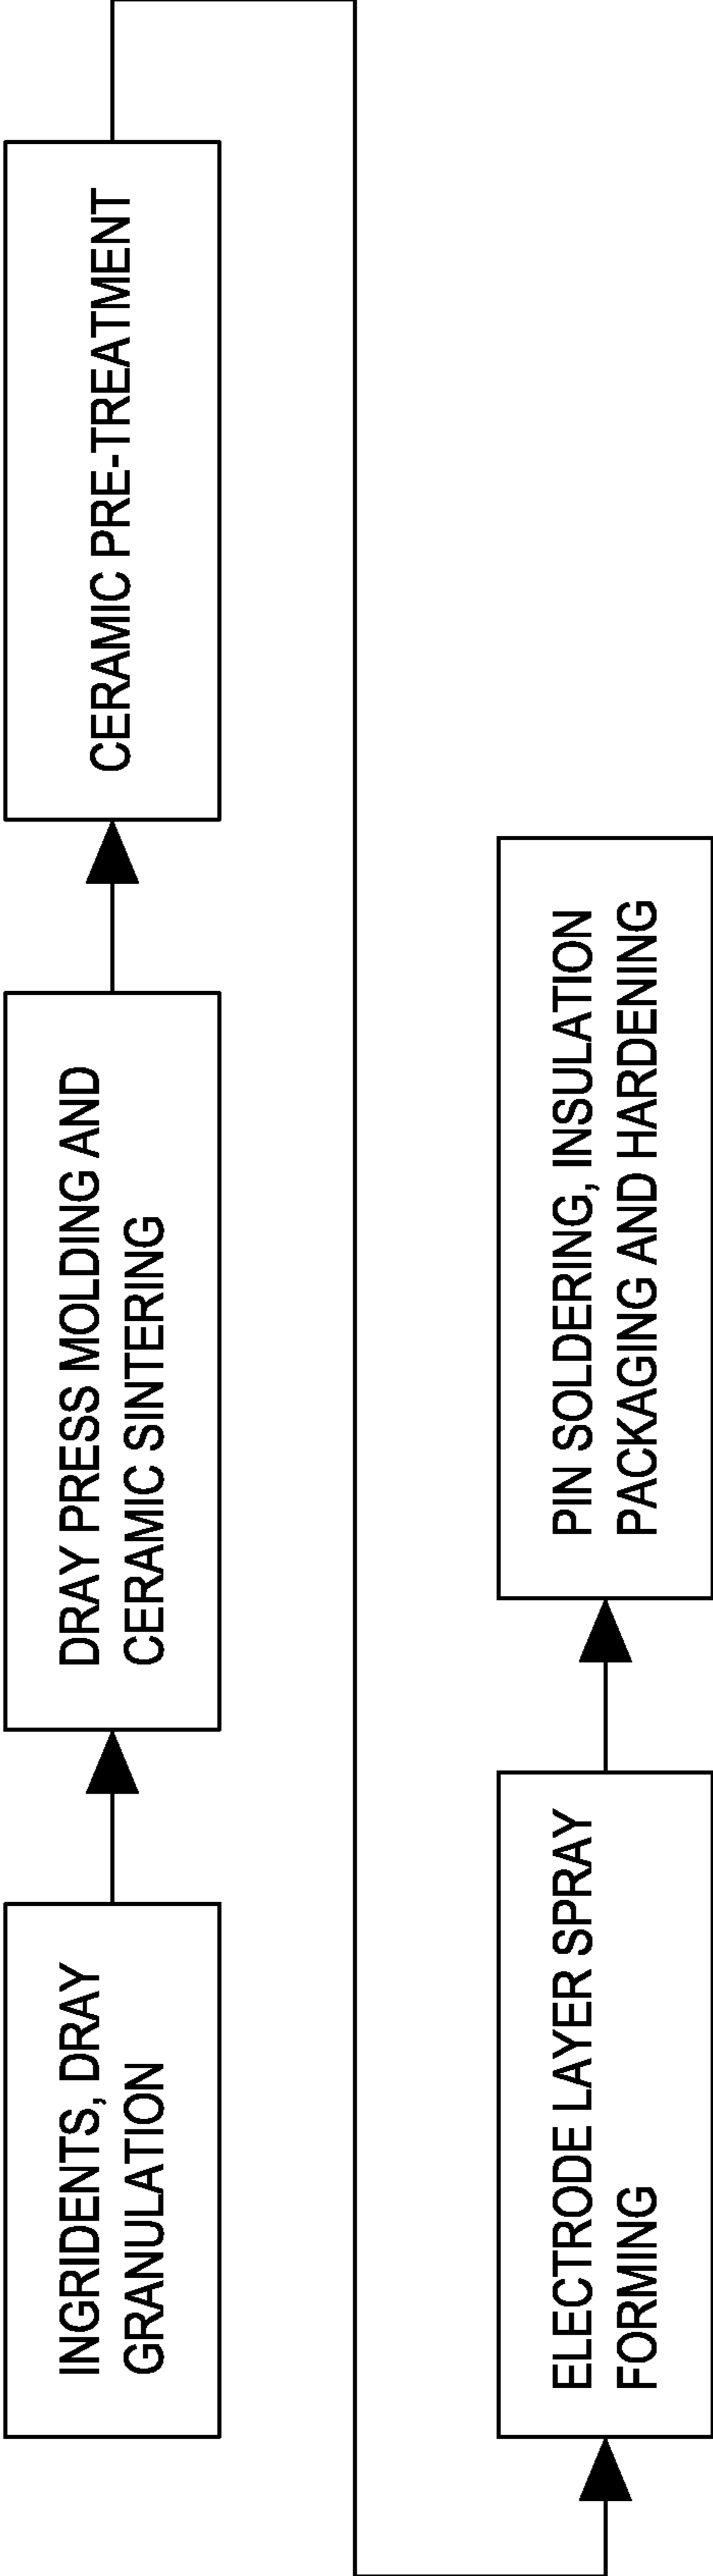 INGRIDENTS, DRAY
GRANULATION
DRAY PRESS MOLDING AND
CERAMIC SINTERING
CERAMIC PRE-TREATMENT
ELECTRODE LAYER SPRAY
FORMING
PIN SOLDERING, INSULATION
PACKAGING AND HARDENING